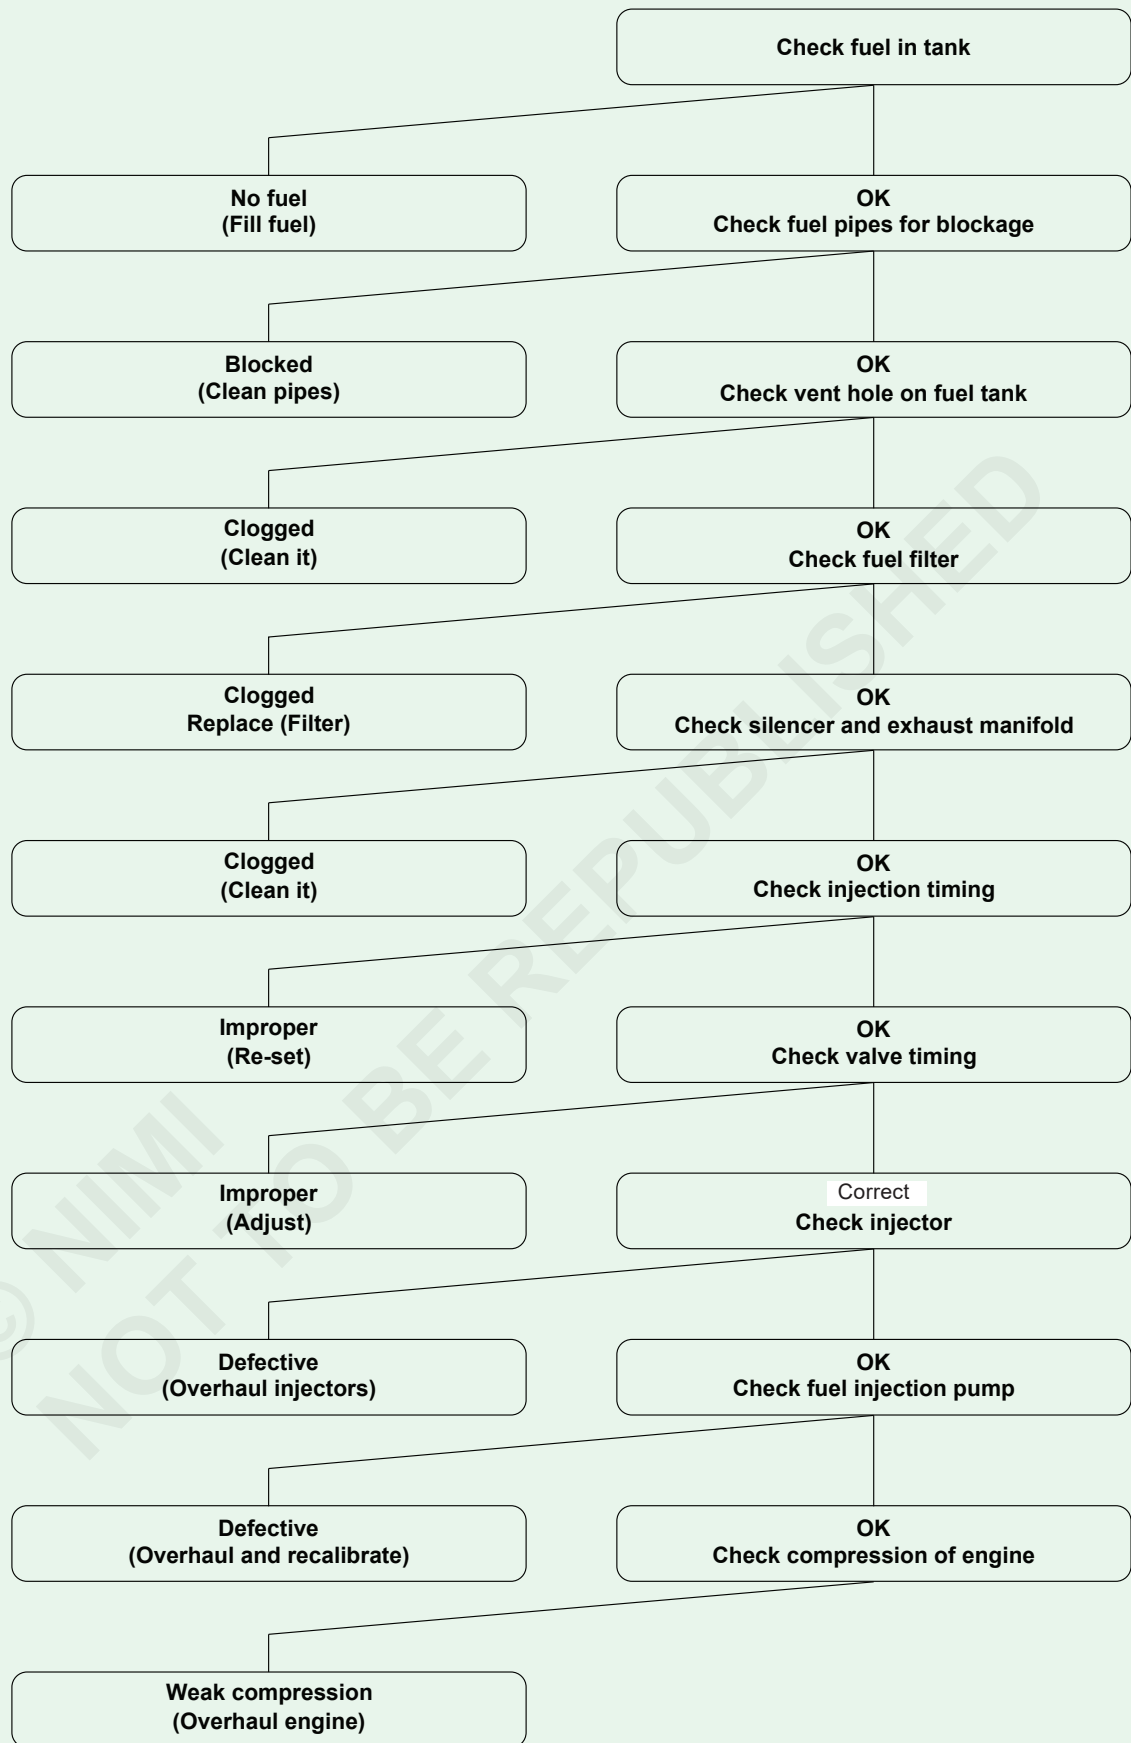 Check fuel in tank
No fuel
(Fill fuel)
OK
Check fuel pipes for blockage
Blocked
(Clean pipes)
OK
Check vent hole on fuel tank
Clogged
(Clean it)
OK
Check fuel filter
Clogged
Replace (Filter)
OK
Check silencer and exhaust manifold
Clogged
(Clean it)
OK
Check injection timing
Improper
(Re-set)
OK
Check valve timing
Improper
(Adjust)
Correct
Check injector
Defective
(Overhaul injectors)
OK
Check fuel injection pump
Defective
(Overhaul and recalibrate)
OK
Check compression of engine
Weak compression
(Overhaul engine)
© NIMI
NOT TO BE REPUBLISHED